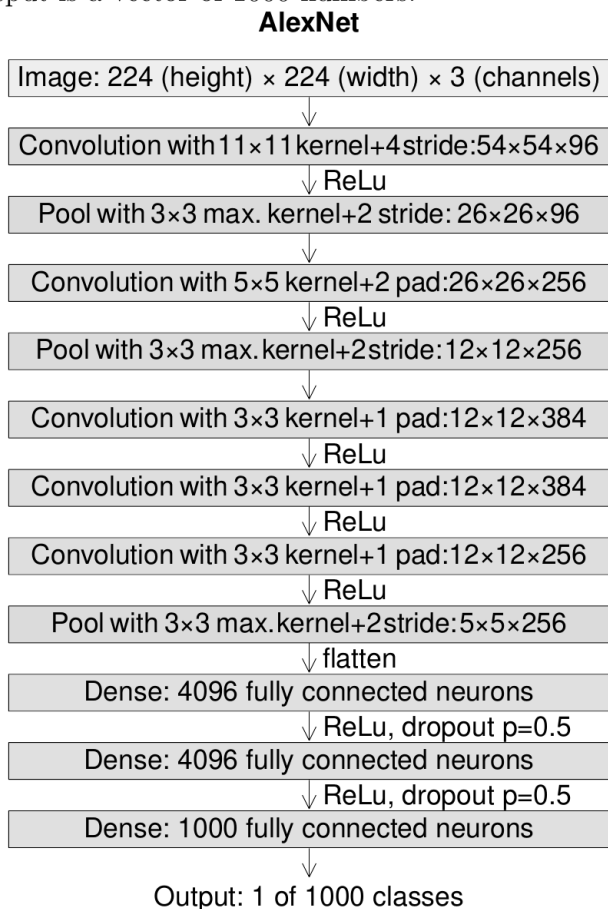 AlexNet
Image: 224 (height) × 224 (width) × 3 (channels)
Convolution with 11×11 kernel+4 stride:54×54×96
ReLu
Pool with 3×3 max. kernel+2 stride: 26×26×96
Convolution with 5×5 kernel+2 pad:26×26×256
ReLu
Pool with 3×3 max.kernel+2stride:12×12×256
Convolution with 3×3 kernel+1 pad:12×12×384
ReLu
Convolution with 3×3 kernel+1 pad:12×12×384
ReLu
Convolution with 3×3 kernel+1 pad:12×12×256
ReLu
Pool with 3×3 max.kernel+2stride:5×5×256
flatten
Dense: 4096 fully connected neurons
ReLu, dropout p=0.5
Dense: 4096 fully connected neurons
ReLu, dropout p=0.5
Dense: 1000 fully connected neurons
Output: 1 of 1000 classes